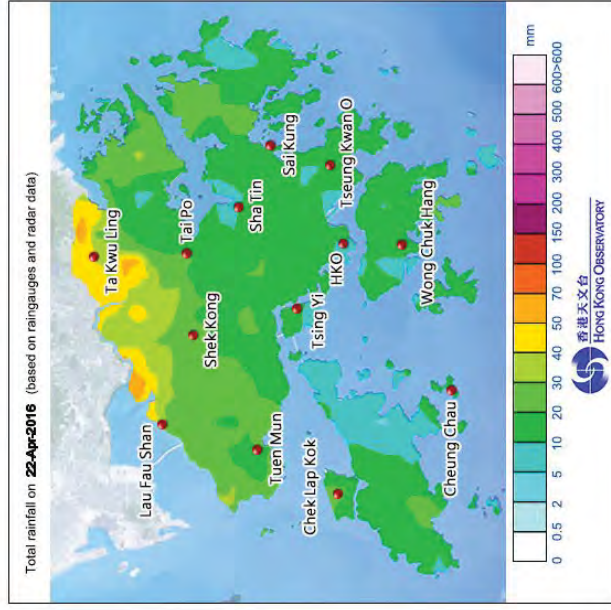 Total rainfall on 22-Apr-2016 (based on raingauges and radar data)
Ta Kwu Ling
Lau Fau Shan
Tai Po
Shek Kong
Sha Tin
Sai Kung
Tuen Mun
Tsing Yi
HKO
Tseung Kwan O
Chek Lap Kok
Wong Chuk Hang
Cheung Chau
0 0.5 2 5 10 20 30 40 50 70 100 150 200 300 400 500 600>600 mm
香港天文台
HONG KONG OBSERVATORY